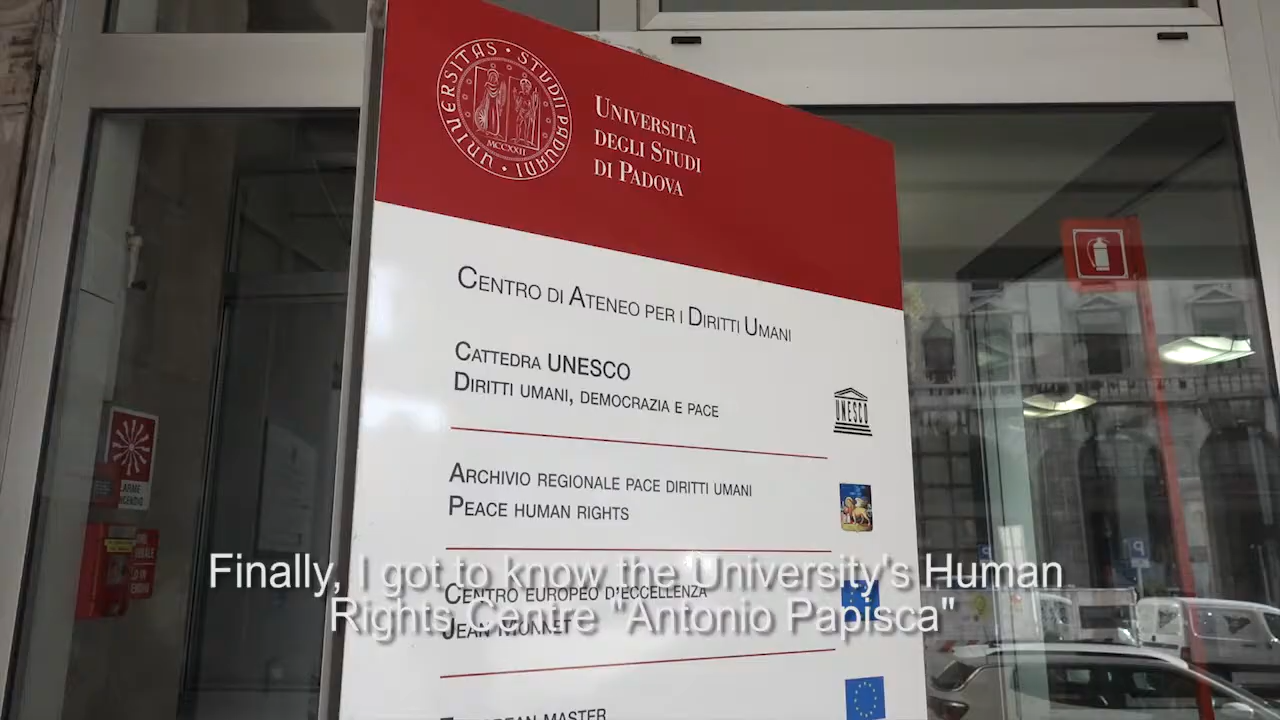 UNIVERSITAS · STUDII PADUANI ·
MCCXXII
UNIVERSITÀ
DEGLI STUDI
DI PADOVA
CENTRO DI ATENEO PER I DIRITTI UMANI
CATTEDRA UNESCO
DIRITTI UMANI, DEMOCRAZIA E PACE
UNESCO
ARCHIVIO REGIONALE PACE DIRITTI UMANI
PEACE HUMAN RIGHTS
CENTRO EUROPEO D'ECCELLENZA
JEAN MONNET
Finally, I got to know the University's Human
Rights Centre "Antonio Papisca"
MASTER
P